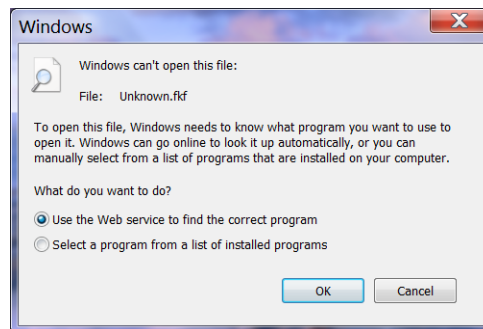 Windows
Windows can't open this file:
File: Unknown.fkf
To open this file, Windows needs to know what program you want to use to
open it. Windows can go online to look it up automatically, or you can
manually select from a list of programs that are installed on your computer.
What do you want to do?
Use the Web service to find the correct program
Select a program from a list of installed programs
OK Cancel